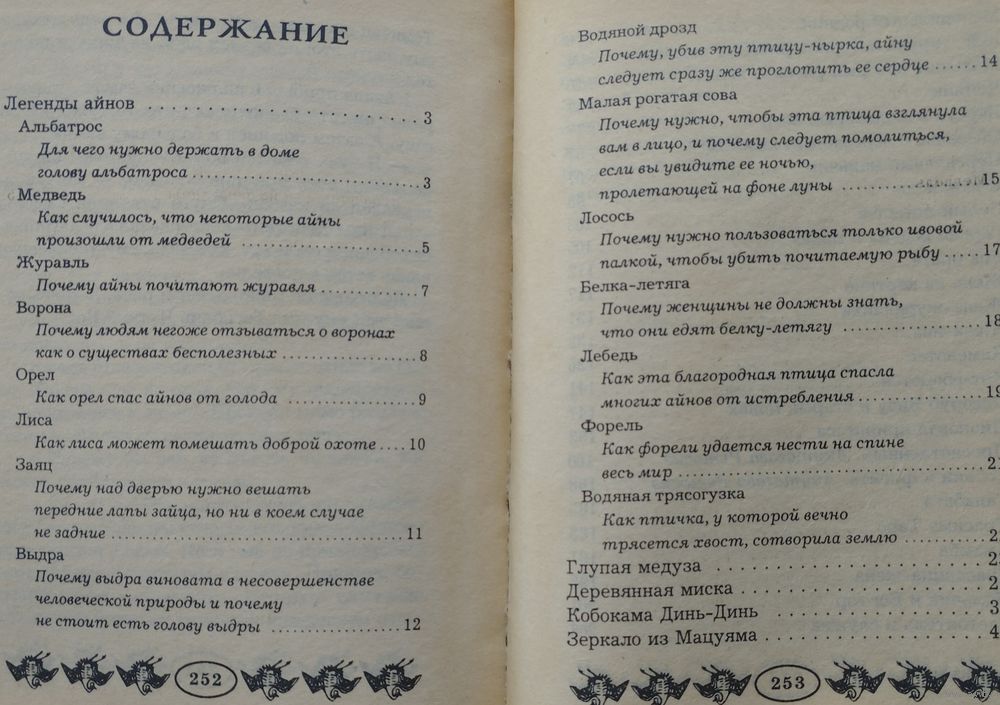 СОДЕРЖАНИЕ
Легенды айнов . . . . . . . . . . . . . . . . . . . . 3
Альбатрос
Для чего нужно держать в доме
голову альбатроса ........................ 3
Медведь
Как случилось, что некоторые айны
произошли от медведей ................... 5
Журавль
Почему айны почитают журавля ........... 7
Ворона
Почему людям негоже отзываться о воронах
как о существах бесполезных .............. 8
Орел
Как орел спас айнов от голода ............. 9
Лиса
Как лиса может помешать доброй охоте .... 10
Заяц
Почему над дверью нужно вешать
передние лапы зайца, но ни в коем случае
не задние ................................ 11
Выдра
Почему выдра виновата в несовершенстве
человеческой природы и почему
не стоит есть голову выдры ............... 12
252
Водяной дрозд
Почему, убив эту птицу-нырка, айну
следует сразу же проглотить ее сердце ...... 14
Малая рогатая сова
Почему нужно, чтобы эта птица взглянула
вам в лицо, и почему следует помолиться,
если вы увидите ее ночью,
пролетающей на фоне луны ................ 15
Лосось
Почему нужно пользоваться только ивовой
палкой, чтобы убить почитаемую рыбу ..... 17
Белка-летяга
Почему женщины не должны знать,
что они едят белку-летягу ................ 18
Лебедь
Как эта благородная птица спасла
многих айнов от истребления .............. 19
Форель
Как форели удается нести на спине
весь мир .................................
Водяная трясогузка
Как птичка, у которой вечно
трясется хвост, сотворила землю ..........
Глупая медуза . . . . . . . . . . . . . . . . . . . .
Деревянная миска . . . . . . . . . . . . . . . . .
Кобокама Динь-Динь . . . . . . . . . . . . . . .
Зеркало из Мацуяма . . . . . . . . . . . . . . .
253